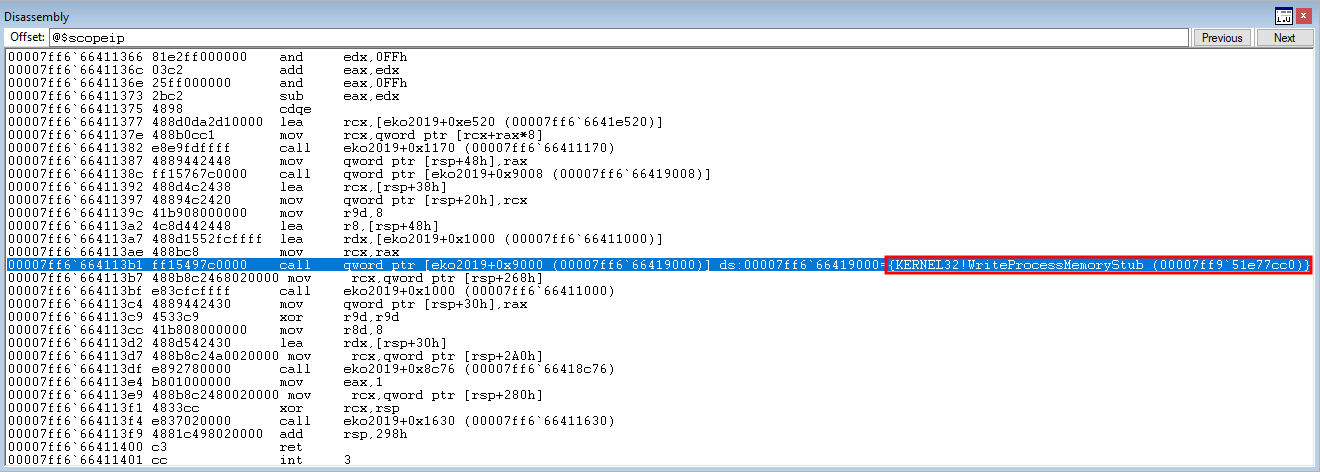 Disassembly
Offset: @$scopeip Previous Next
00007ff6`66411366 81e2ff000000 and edx,0FFh
00007ff6`6641136c 03c2 add eax,edx
00007ff6`6641136e 25ff000000 and eax,0FFh
00007ff6`66411373 2bc2 sub eax,edx
00007ff6`66411375 4898 cdqe
00007ff6`66411377 488d0da2d10000 lea rcx,[eko2019+0xe520 (00007ff6`6641e520)]
00007ff6`6641137e 488b0cc1 mov rcx,qword ptr [rcx+rax*8]
00007ff6`66411382 e8e9fdffff call eko2019+0x1170 (00007ff6`66411170)
00007ff6`66411387 4889442448 mov qword ptr [rsp+48h],rax
00007ff6`6641138c ff15767c0000 call qword ptr [eko2019+0x9008 (00007ff6`66419008)]
00007ff6`66411392 488d4c2438 lea rcx,[rsp+38h]
00007ff6`66411397 48894c2420 mov qword ptr [rsp+20h],rcx
00007ff6`6641139c 41b908000000 mov r9d,8
00007ff6`664113a2 4c8d442448 lea r8,[rsp+48h]
00007ff6`664113a7 488d1552fcffff lea rdx,[eko2019+0x1000 (00007ff6`66411000)]
00007ff6`664113ae 488bc8 mov rcx,rax
00007ff6`664113b1 ff15497c0000 call qword ptr [eko2019+0x9000 (00007ff6`66419000)] ds:00007ff6`66419000={KERNEL32!WriteProcessMemoryStub (00007ff9`51e77cc0)}
00007ff6`664113b7 488b8c2468020000 mov rcx,qword ptr [rsp+268h]
00007ff6`664113bf e83cfcffff call eko2019+0x1000 (00007ff6`66411000)
00007ff6`664113c4 4889442430 mov qword ptr [rsp+30h],rax
00007ff6`664113c9 4533c9 xor r9d,r9d
00007ff6`664113cc 41b808000000 mov r8d,8
00007ff6`664113d2 488d542430 lea rdx,[rsp+30h]
00007ff6`664113d7 488b8c24a0020000 mov rcx,qword ptr [rsp+2A0h]
00007ff6`664113df e892780000 call eko2019+0x8c76 (00007ff6`66418c76)
00007ff6`664113e4 b801000000 mov eax,1
00007ff6`664113e9 488b8c2480020000 mov rcx,qword ptr [rsp+280h]
00007ff6`664113f1 4833cc xor rcx,rsp
00007ff6`664113f4 e837020000 call eko2019+0x1630 (00007ff6`66411630)
00007ff6`664113f9 4881c498020000 add rsp,298h
00007ff6`66411400 c3 ret
00007ff6`66411401 cc int 3